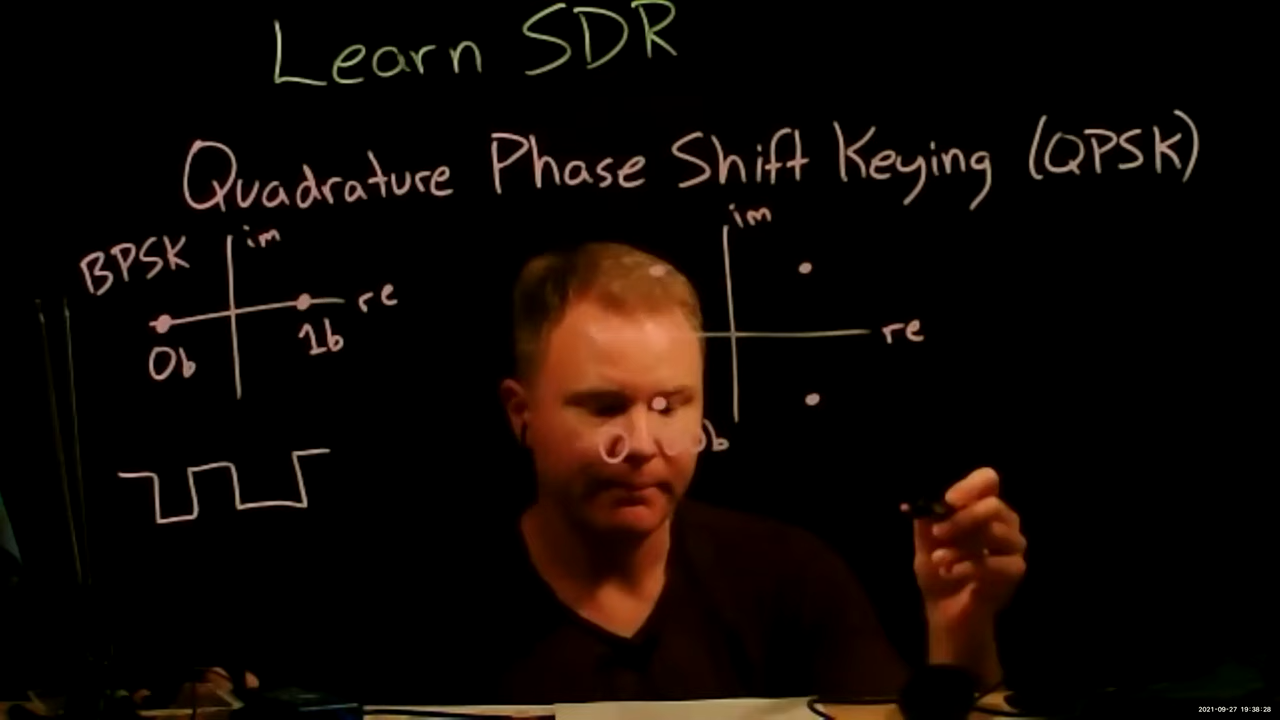 Learn SDR
Quadrature Phase Shift Keying (QPSK)
BPSK
im
re
0b
1b
im
re
00b
2021-09-27 19:38:28